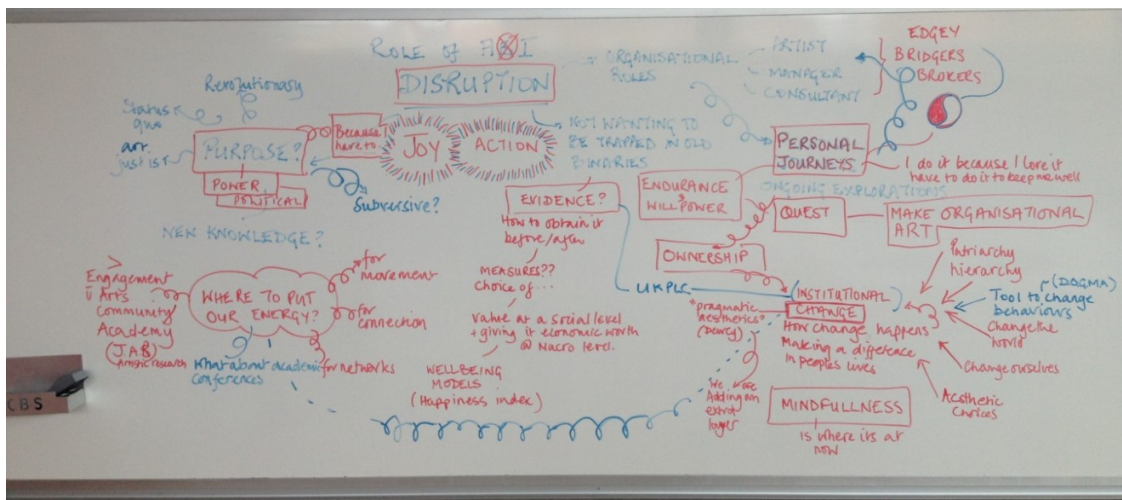 ROLE OF A I
DISRUPTION
ORGANISATIONAL
ROLES
ARTIST
MANAGER
CONSULTANT
EDGEY
BRIDGERS
BROKERS
Revolutionary
Status
quo
art
just is
PURPOSE?
POWER
POLITICAL
Because I
have to
JOY
ACTION
Subversive?
NEW KNOWLEDGE?
NOT WANTING TO
BE TRAPPED IN OLD
BINARIES
PERSONAL
JOURNEYS
I do it because I love it
have to do it to keep me well
ONGOING EXPLORATIONS
ENDURANCE
&
WILLPOWER
QUEST
MAKE ORGANISATIONAL
ART
OWNERSHIP
EVIDENCE?
How to obtain it
before/after
MEASURES??
choice of...
Value at a social level
+ giving it economic worth
@ Macro level.
WELLBEING
MODELS
(Happiness index)
UKPLC
Engagement
Arts
Community/
Academy
(JAB)
Artistic research
WHERE TO PUT
OUR ENERGY?
for
movement
for
connection
for networks
What about academic
conferences
(INSTITUTIONAL)
CHANGE
How change happens
Making a difference
in peoples lives
"pragmatic
aesthetics"
(Dewey)
We are
Adding an
extra
layer
Patriarchy
hierarchy
(DOGMA)
Tool to change
behaviours
Change the
world
Change ourselves
Aesthetic
Choices
MINDFULLNESS
is where its at
now
CBS